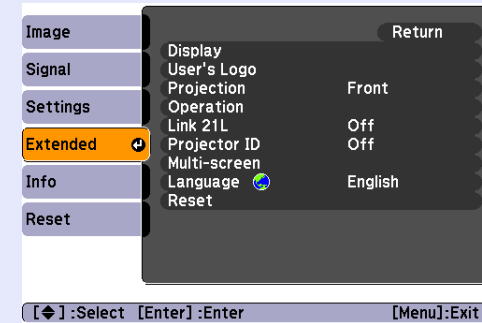 Image
Signal
Settings
Extended
Info
Reset
Return
Display
User's Logo
Projection Front
Operation
Link 21L Off
Projector ID Off
Multi-screen
Language English
Reset
[◆] :Select [Enter] :Enter [Menu]:Exit